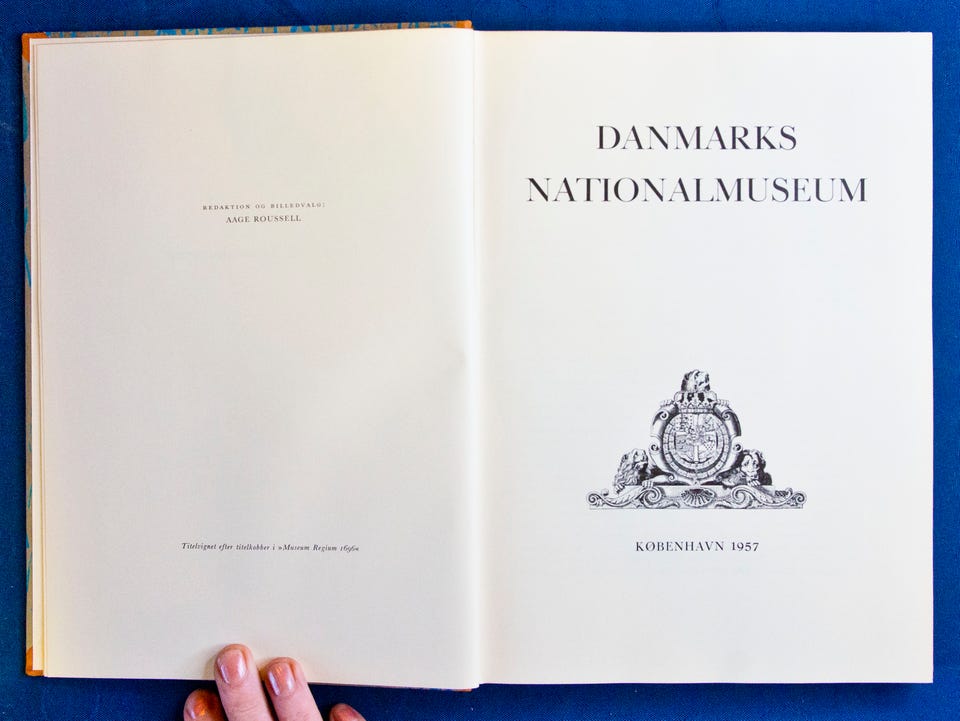 REDAKTION OG BILLEDVALG:
AAGE ROUSSELL
Titelvignet efter titelkobber i »Museum Regium 1696«
DANMARKS
NATIONALMUSEUM
KØBENHAVN 1957